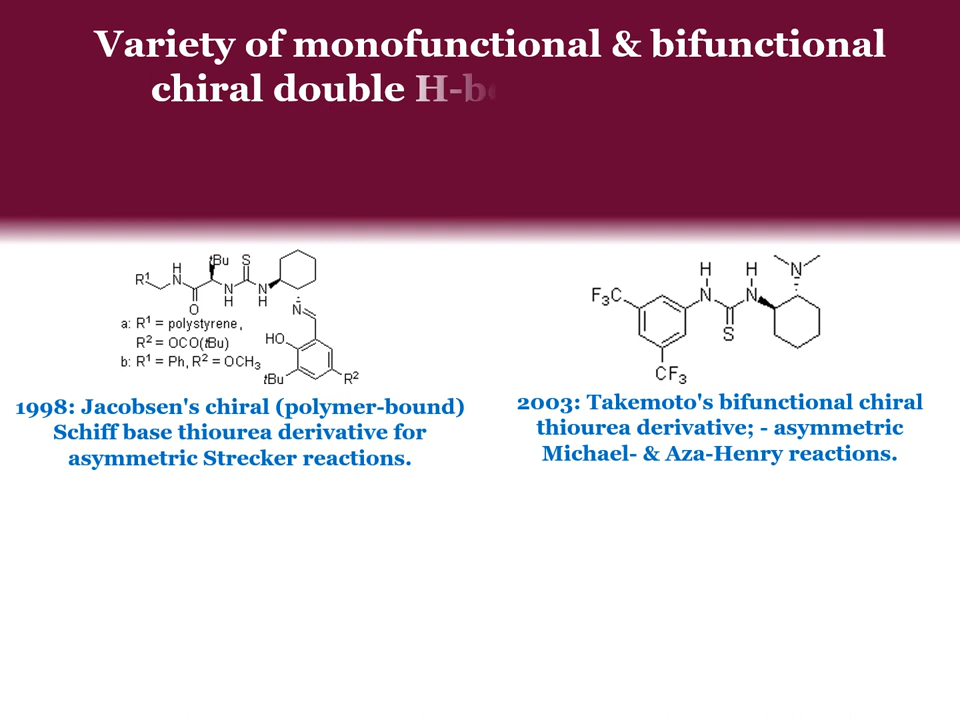 Variety of monofunctional & bifunctional
chiral double H-b
R1
H
N
O
tBu
N
H
S
N
H
N
HO
tBu
R2
a: R1 = polystyrene,
R2 = OCO(tBu)
b: R1 = Ph, R2 = OCH3
1998: Jacobsen's chiral (polymer-bound)
Schiff base thiourea derivative for
asymmetric Strecker reactions.
F3C
CF3
H
N
S
H
N
N
2003: Takemoto's bifunctional chiral
thiourea derivative; - asymmetric
Michael- & Aza-Henry reactions.